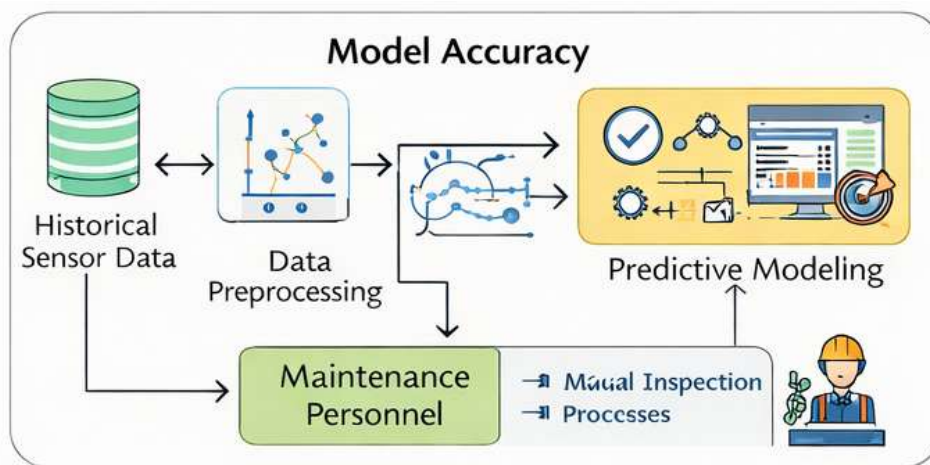 Model Accuracy
Historical
Sensor Data
Data
Preprocessing
Predictive Modeling
Maintenance
Personnel
Inspection
Processes